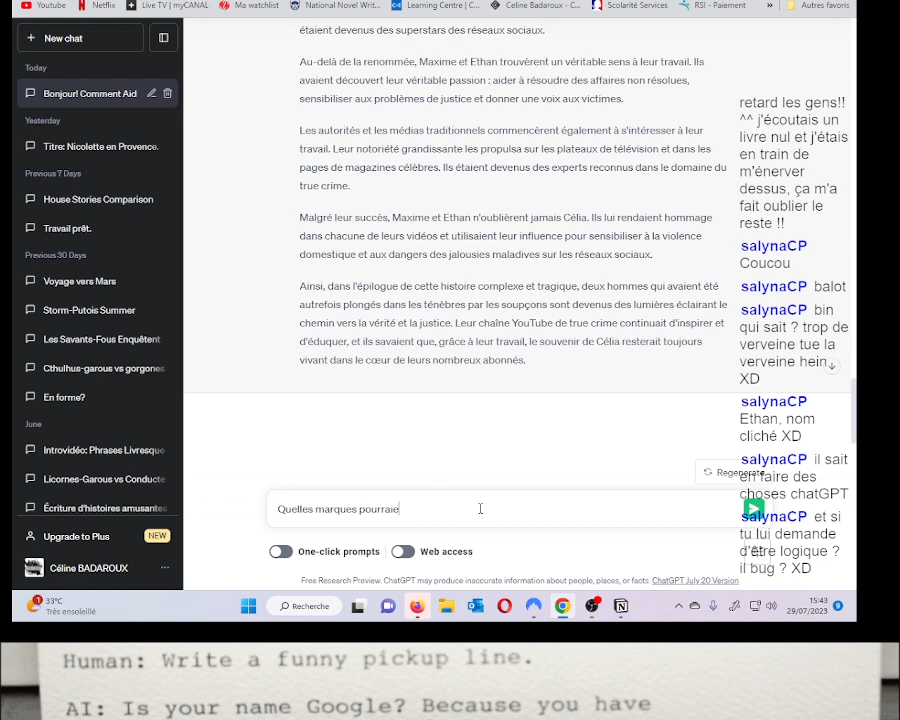 Youtube Netflix Live TV | myCANAL Ma watchlist National Novel Writ... Learning Centre | C... Celine Badaroux - C... Scolarité Services RSI - Paiement » Autres favoris
+ New chat
Today
Bonjour! Comment Aid
Yesterday
Titre: Nicolette en Provence.
Previous 7 Days
House Stories Comparison
Travail prêt.
Previous 30 Days
Voyage vers Mars
Storm-Putois Summer
Les Savants-Fous Enquêtent
Cthulhus-garous vs gorgone
En forme?
June
Introvidéo: Phrases Livresque
Licornes-Garous vs Conducte
Écriture d'histoires amusante
Upgrade to Plus NEW
Céline BADAROUX ...
étaient devenus des superstars des réseaux sociaux.
Au-delà de la renommée, Maxime et Ethan trouvèrent un véritable sens à leur travail. Ils
avaient découvert leur véritable passion : aider à résoudre des affaires non résolues,
sensibiliser aux problèmes de justice et donner une voix aux victimes.
Les autorités et les médias traditionnels commencèrent également à s'intéresser à leur
travail. Leur notoriété grandissante les propulsa sur les plateaux de télévision et dans les
pages de magazines célèbres. Ils étaient devenus des experts reconnus dans le domaine du
true crime.
Malgré leur succès, Maxime et Ethan n'oublièrent jamais Célia. Ils lui rendaient hommage
dans chacune de leurs vidéos et utilisaient leur influence pour sensibiliser à la violence
domestique et aux dangers des jalousies maladives sur les réseaux sociaux.
Ainsi, dans l'épilogue de cette histoire complexe et tragique, deux hommes qui avaient été
autrefois plongés dans les ténèbres par les soupçons sont devenus des lumières éclairant le
chemin vers la vérité et la justice. Leur chaîne YouTube de true crime continuait d'inspirer et
d'éduquer, et ils savaient que, grâce à leur travail, le souvenir de Célia resterait toujours
vivant dans le cœur de leurs nombreux abonnés.
Regenerate
Quelles marques pourraie
One-click prompts Web access
Free Research Preview. ChatGPT may produce inaccurate information about people, places, or facts. ChatGPT July 20 Version
retard les gens!!
^^ j'écoutais un
livre nul et j'étais
en train de
m'énerver
dessus, ça m'a
fait oublier le
reste !!
salynaCP
Coucou
salynaCP balot
salynaCP bin
qui sait ? trop de
verveine tue la
verveine hein
XD
salynaCP
Ethan, nom
cliché XD
salynaCP il sait
en faire des
choses chatGPT
salynaCP et si
tu lui demande
d'être logique ?
il bug ? XD
1 33°C
Très ensoleillé
Recherche
15:43
29/07/2023 9
Human: Write a funny pickup line.
AI: Is your name Google? Because you have